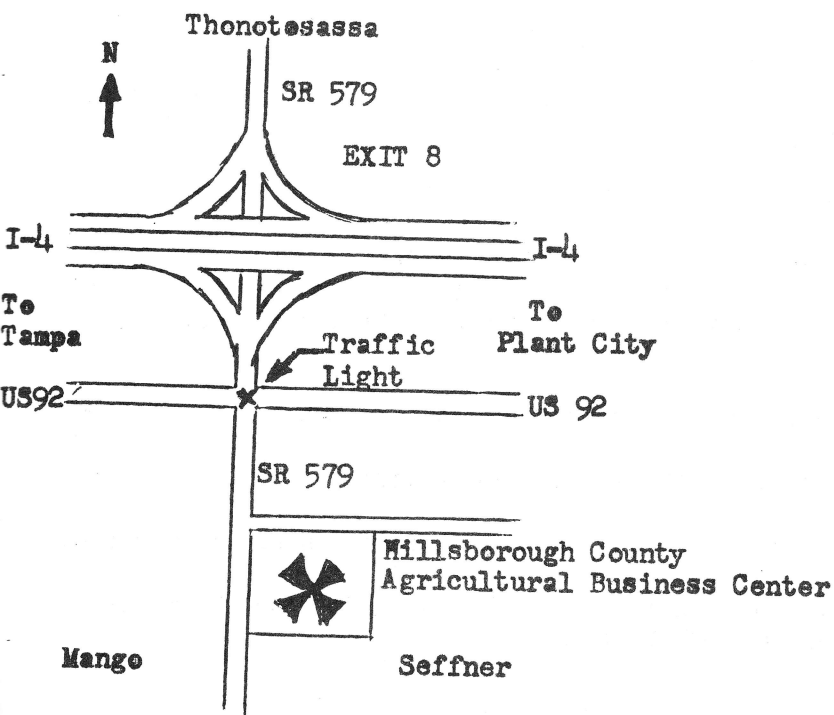 Thonotosassa
N
SR 579
EXIT 8
I-4
I-4
To
Tampa
To
Plant City
Traffic
Light
US92
US 92
SR 579
Hillsborough County
Agricultural Business Center
Mango
Seffner